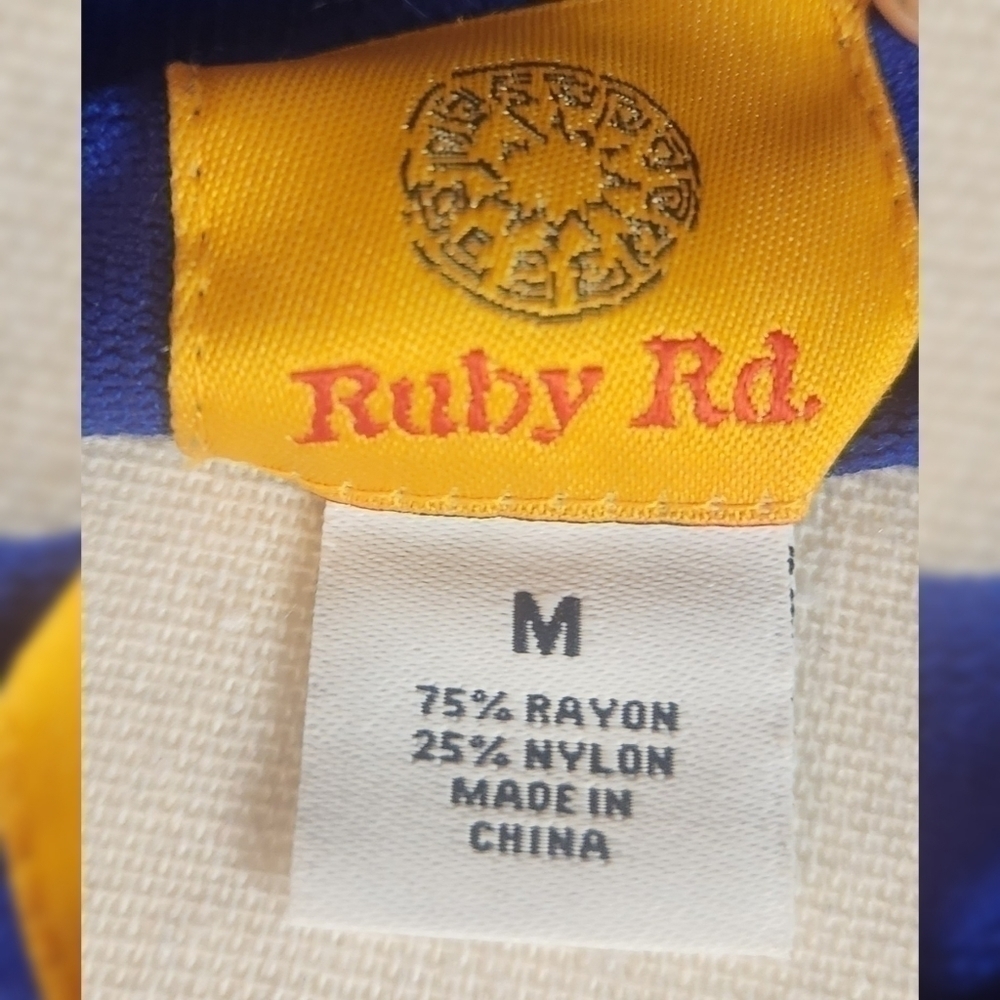 Ruby Rd.
M
75% RAYON
25% NYLON
MADE IN
CHINA